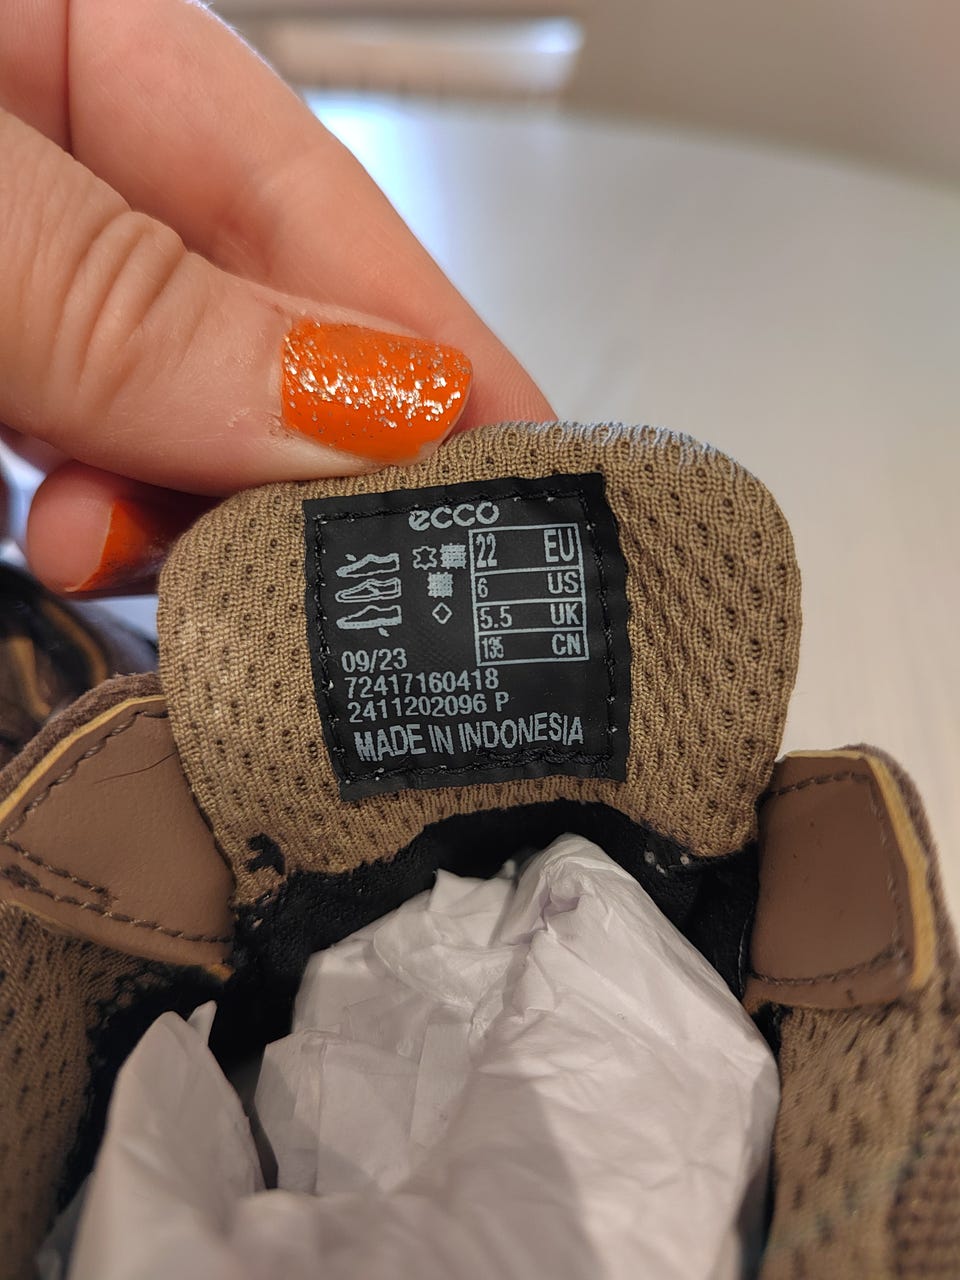 ecco
22 EU
6 US
5.5 UK
135 CN
09/23
72417160418
2411202096 P
MADE IN INDONESIA